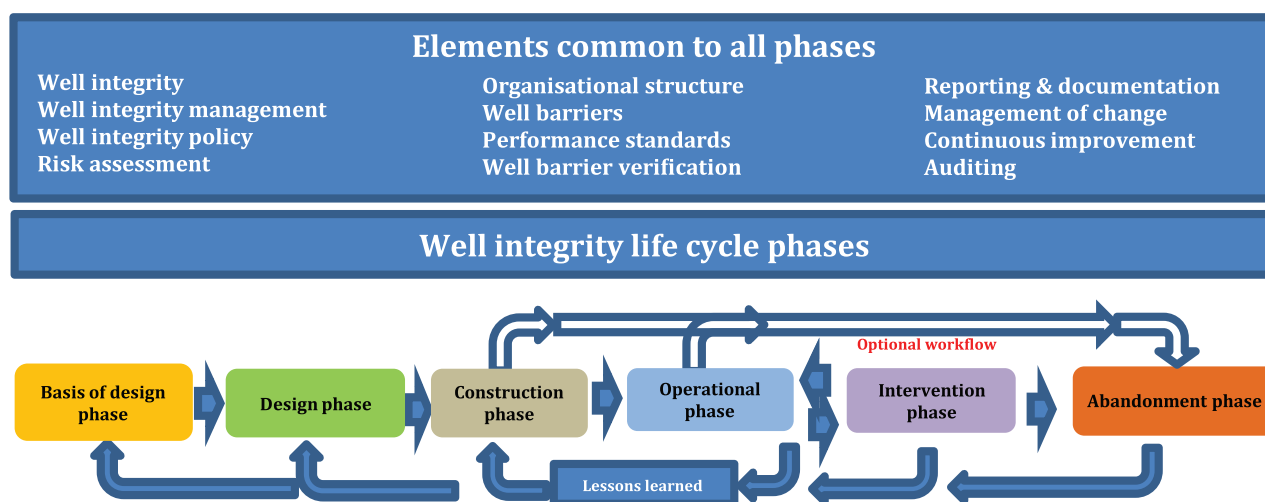 Elements common to all phases
Well integrity
Well integrity management
Well integrity policy
Risk assessment
Organisational structure
Well barriers
Performance standards
Well barrier verification
Reporting & documentation
Management of change
Continuous improvement
Auditing
Well integrity life cycle phases
Optional workflow
Basis of design
phase
Design phase
Construction
phase
Operational
phase
Intervention
phase
Abandonment phase
Lessons learned